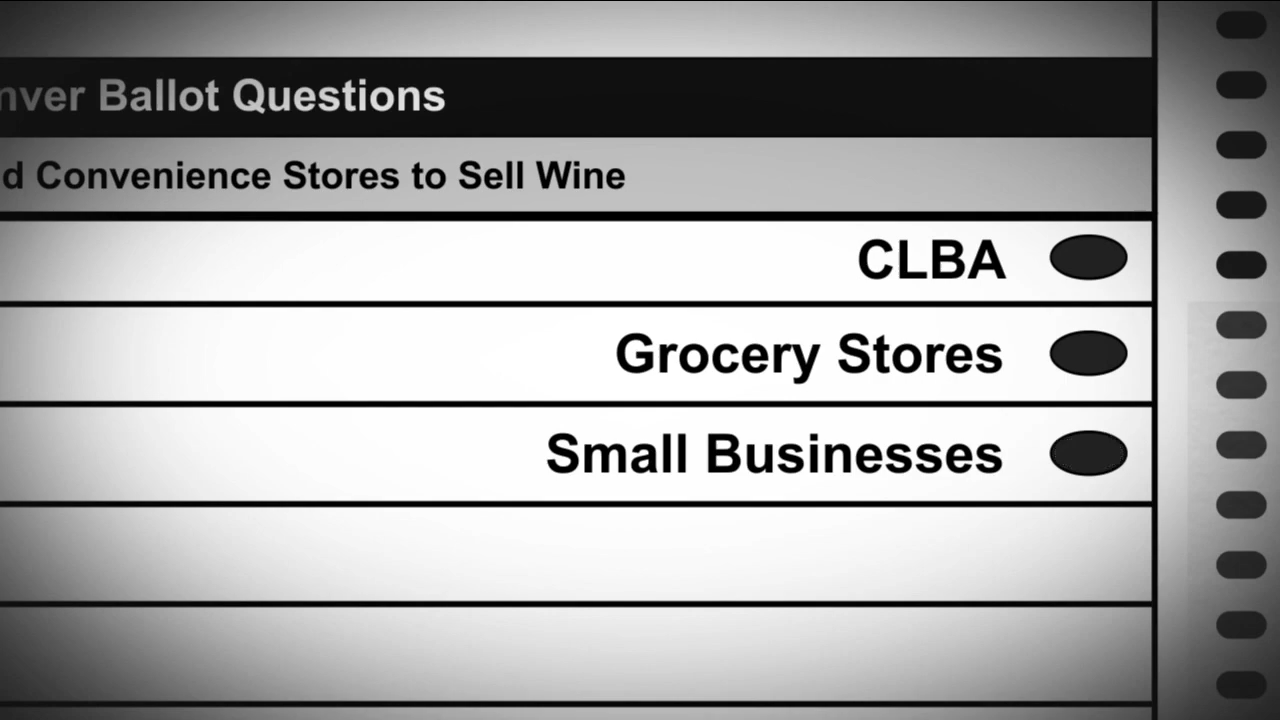 nver Ballot Questions
d Convenience Stores to Sell Wine
CLBA
Grocery Stores
Small Businesses